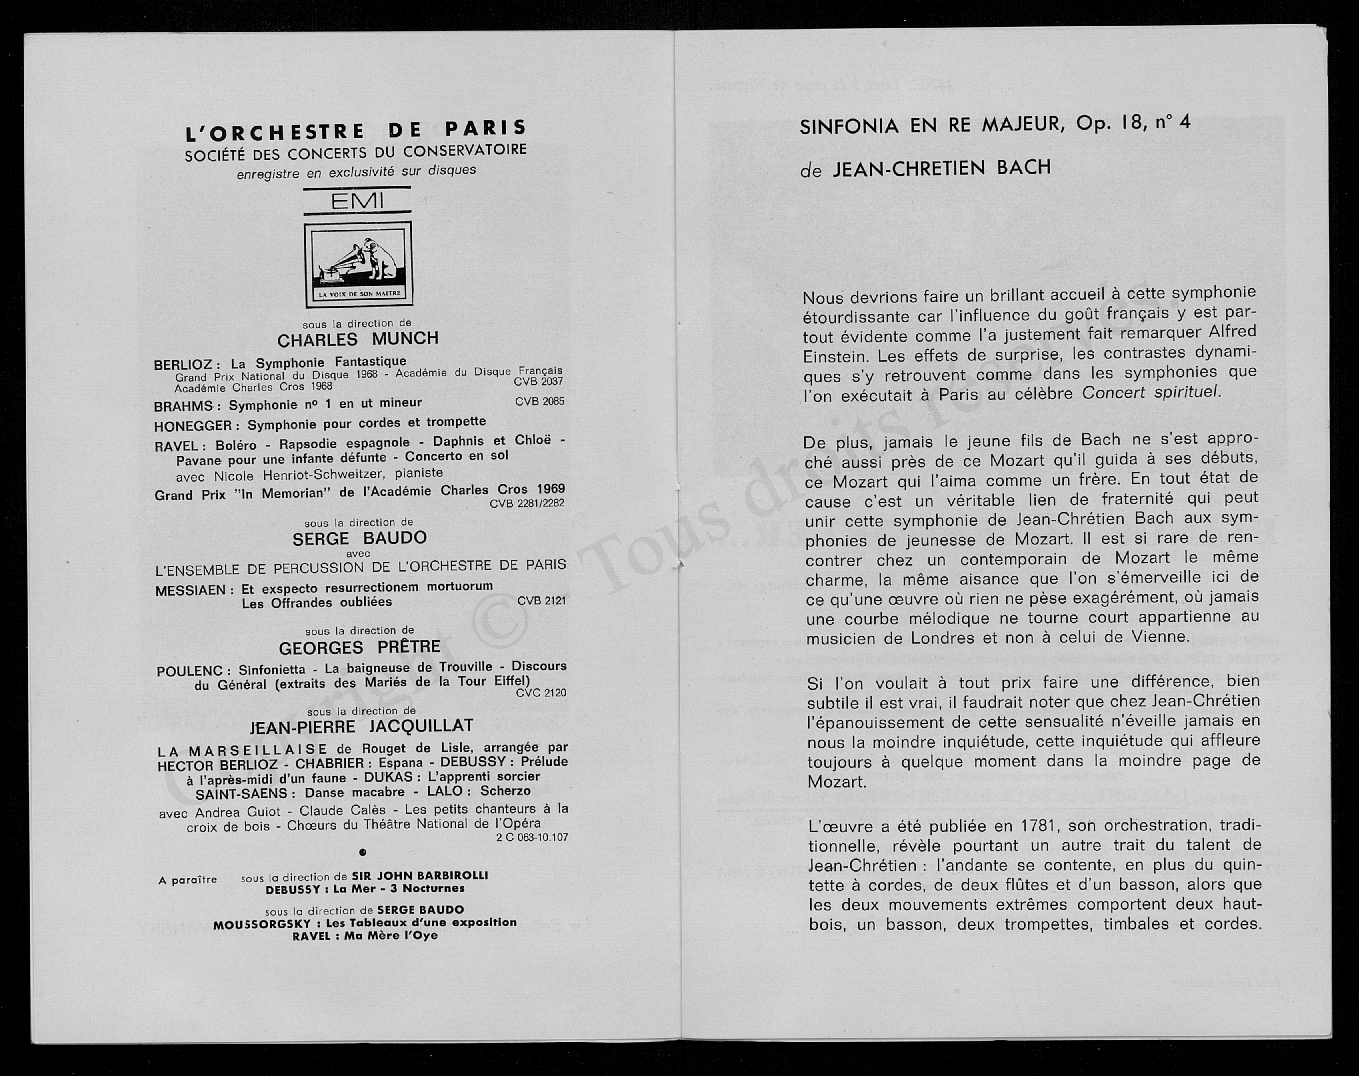 L'ORCHESTRE DE PARIS
SOCIÉTÉ DES CONCERTS DU CONSERVATOIRE
enregistre en exclusivité sur disques
EMI
LA VOIX DE SON MAITRE
sous la direction de
CHARLES MUNCH
BERLIOZ : La Symphonie Fantastique
Grand Prix National du Disque 1968 - Académie du Disque Français
Académie Charles Cros 1968 CVB 2037
BRAHMS : Symphonie nº 1 en ut mineur CVB 2085
HONEGGER : Symphonie pour cordes et trompette
RAVEL : Boléro - Rapsodie espagnole - Daphnis et Chloë -
Pavane pour une infante défunte - Concerto en sol
avec Nicole Henriot-Schweitzer, pianiste
Grand Prix "In Memorian" de l'Académie Charles Cros 1969
CVB 2281/2282
sous la direction de
SERGE BAUDO
avec
L'ENSEMBLE DE PERCUSSION DE L'ORCHESTRE DE PARIS
MESSIAEN : Et exspecto resurrectionem mortuorum
Les Offrandes oubliées CVB 2121
sous la direction de
GEORGES PRÊTRE
POULENC : Sinfonietta - La baigneuse de Trouville - Discours
du Général (extraits des Mariés de la Tour Eiffel)
CVC 2120
sous la direction de
JEAN-PIERRE JACQUILLAT
LA MARSEILLAISE de Rouget de Lisle, arrangée par
HECTOR BERLIOZ - CHABRIER : Espana - DEBUSSY : Prélude
à l'après-midi d'un faune - DUKAS : L'apprenti sorcier
SAINT-SAENS : Danse macabre - LALO : Scherzo
avec Andrea Guiot - Claude Calès - Les petits chanteurs à la
croix de bois - Chœurs du Théâtre National de l'Opéra
2 C 063-10.107
A paraître sous la direction de SIR JOHN BARBIROLLI
DEBUSSY : La Mer - 3 Nocturnes
sous la direction de SERGE BAUDO
MOUSSORGSKY : Les Tableaux d'une exposition
RAVEL : Ma Mère l'Oye
SINFONIA EN RE MAJEUR, Op. 18, n° 4
de JEAN-CHRETIEN BACH
Nous devrions faire un brillant accueil à cette symphonie
étourdissante car l'influence du goût français y est par-
tout évidente comme l'a justement fait remarquer Alfred
Einstein. Les effets de surprise, les contrastes dynami-
ques s'y retrouvent comme dans les symphonies que
l'on exécutait à Paris au célèbre Concert spirituel.
De plus, jamais le jeune fils de Bach ne s'est appro-
ché aussi près de ce Mozart qu'il guida à ses débuts,
ce Mozart qui l'aima comme un frère. En tout état de
cause c'est un véritable lien de fraternité qui peut
unir cette symphonie de Jean-Chrétien Bach aux sym-
phonies de jeunesse de Mozart. Il est si rare de ren-
contrer chez un contemporain de Mozart le même
charme, la même aisance que l'on s'émerveille ici de
ce qu'une œuvre où rien ne pèse exagérément, où jamais
une courbe mélodique ne tourne court appartienne au
musicien de Londres et non à celui de Vienne.
Si l'on voulait à tout prix faire une différence, bien
subtile il est vrai, il faudrait noter que chez Jean-Chrétien
l'épanouissement de cette sensualité n'éveille jamais en
nous la moindre inquiétude, cette inquiétude qui affleure
toujours à quelque moment dans la moindre page de
Mozart.
L'œuvre a été publiée en 1781, son orchestration, tradi-
tionnelle, révèle pourtant un autre trait du talent de
Jean-Chrétien : l'andante se contente, en plus du quin-
tette à cordes, de deux flûtes et d'un basson, alors que
les deux mouvements extrêmes comportent deux haut-
bois, un basson, deux trompettes, timbales et cordes.
Copyright © - Tous droits réservés